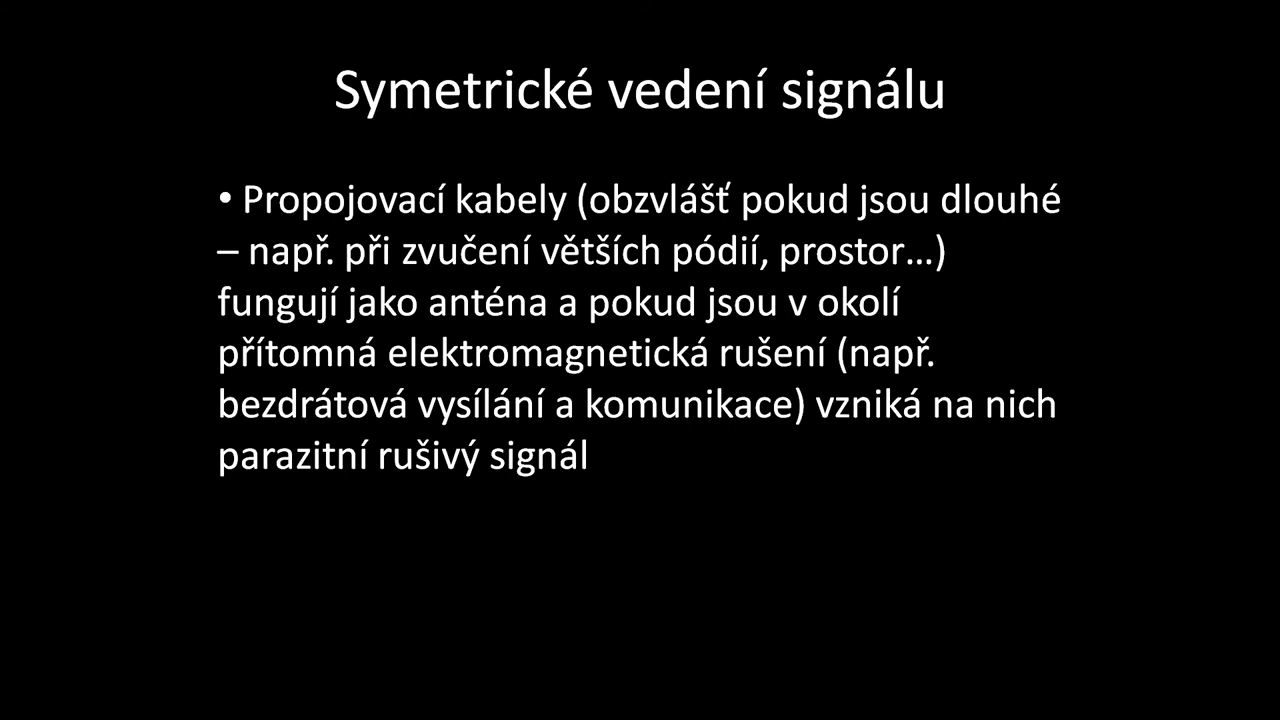 Symetrické vedení signálu
• Propojovací kabely (obzvlášť pokud jsou dlouhé
– např. při zvučení větších pódií, prostor…)
fungují jako anténa a pokud jsou v okolí
přítomná elektromagnetická rušení (např.
bezdrátová vysílání a komunikace) vzniká na nich
parazitní rušivý signál